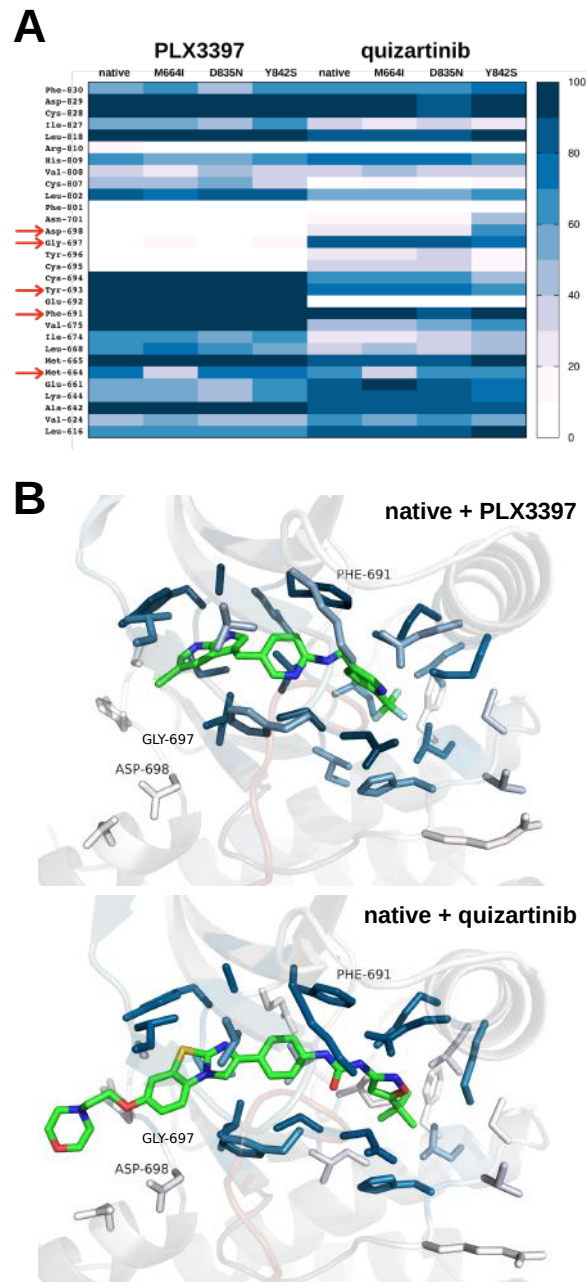 A
PLX3397 quizartinib
native M664I D835N Y842S native M664I D835N Y842S
Phe-830
Asp-829
Cys-828
Ile-827
Leu-818
Arg-810
His-809
Val-808
Cys-807
Leu-802
Phe-801
Asn-701
Asp-698
Gly-697
Tyr-696
Cys-695
Cys-694
Tyr-693
Glu-692
Phe-691
Val-675
Ile-674
Leu-668
Met-665
Met-664
Glu-661
Lys-644
Ala-642
Val-624
Leu-616
100
80
60
40
20
0
B
native + PLX3397
PHE-691
GLY-697
ASP-698
native + quizartinib
PHE-691
GLY-697
ASP-698